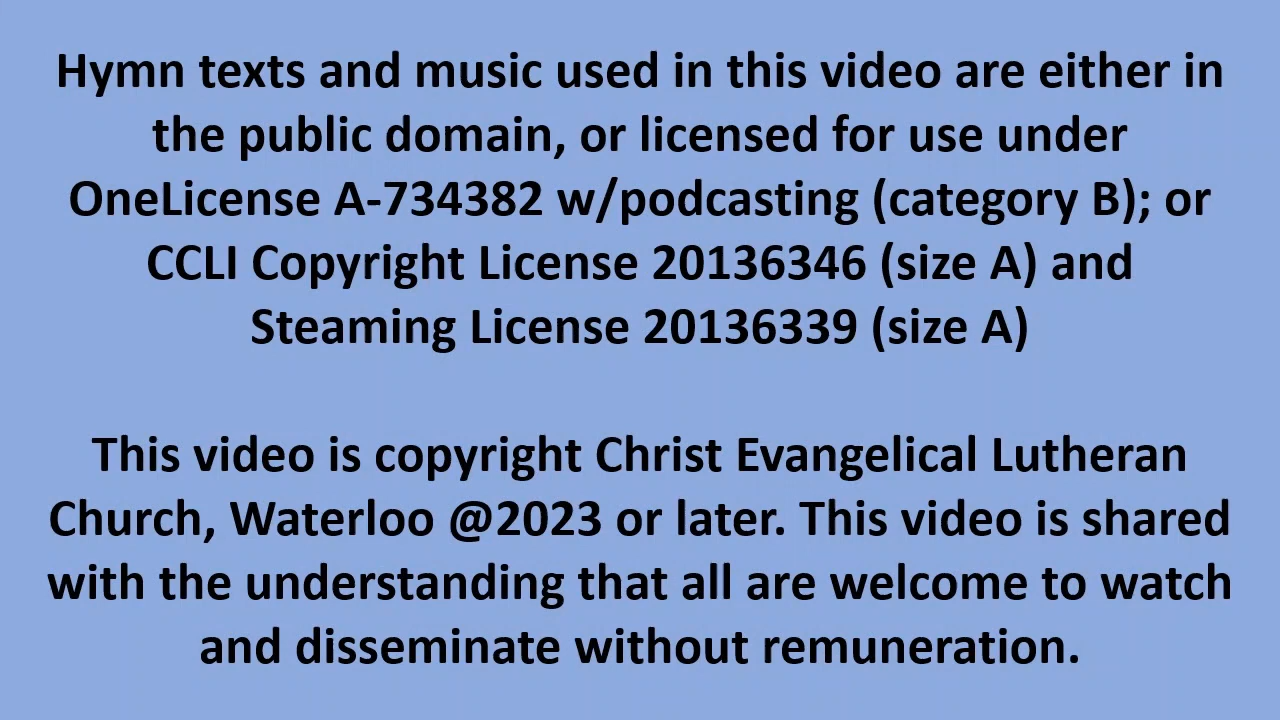 Hymn texts and music used in this video are either in
the public domain, or licensed for use under
OneLicense A-734382 w/podcasting (category B); or
CCLI Copyright License 20136346 (size A) and
Steaming License 20136339 (size A)
This video is copyright Christ Evangelical Lutheran
Church, Waterloo @2023 or later. This video is shared
with the understanding that all are welcome to watch
and disseminate without remuneration.